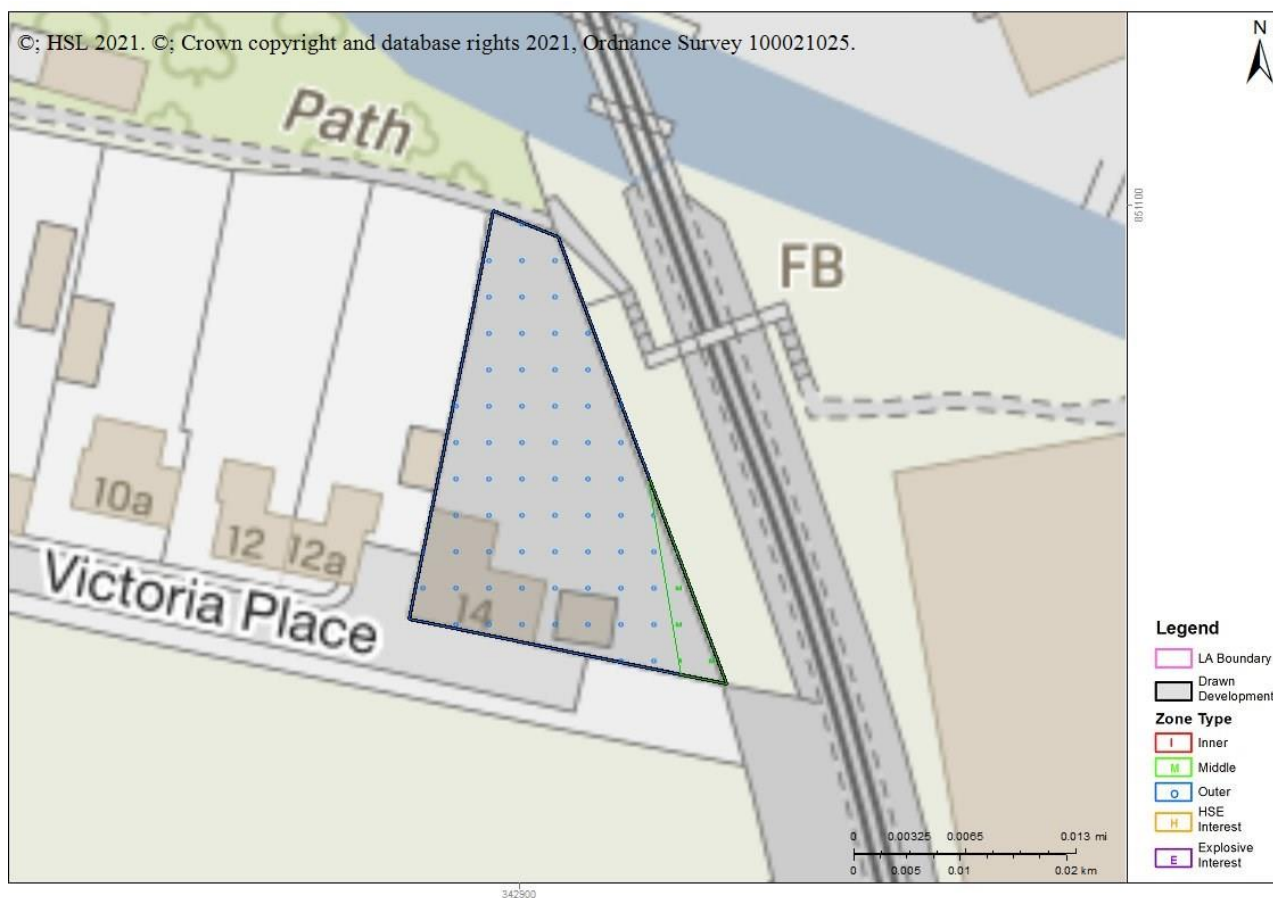 ©; HSL 2021. ©; Crown copyright and database rights 2021, Ordnance Survey 100021025.
N
Path
FB
851100
10a
12
12a
14
Victoria Place
342900
0 0.00325 0.0065 0.013 mi
0 0.005 0.01 0.02 km
Legend
LA Boundary
Drawn
Development
Zone Type
I Inner
M Middle
O Outer
H HSE
Interest
E Explosive
Interest